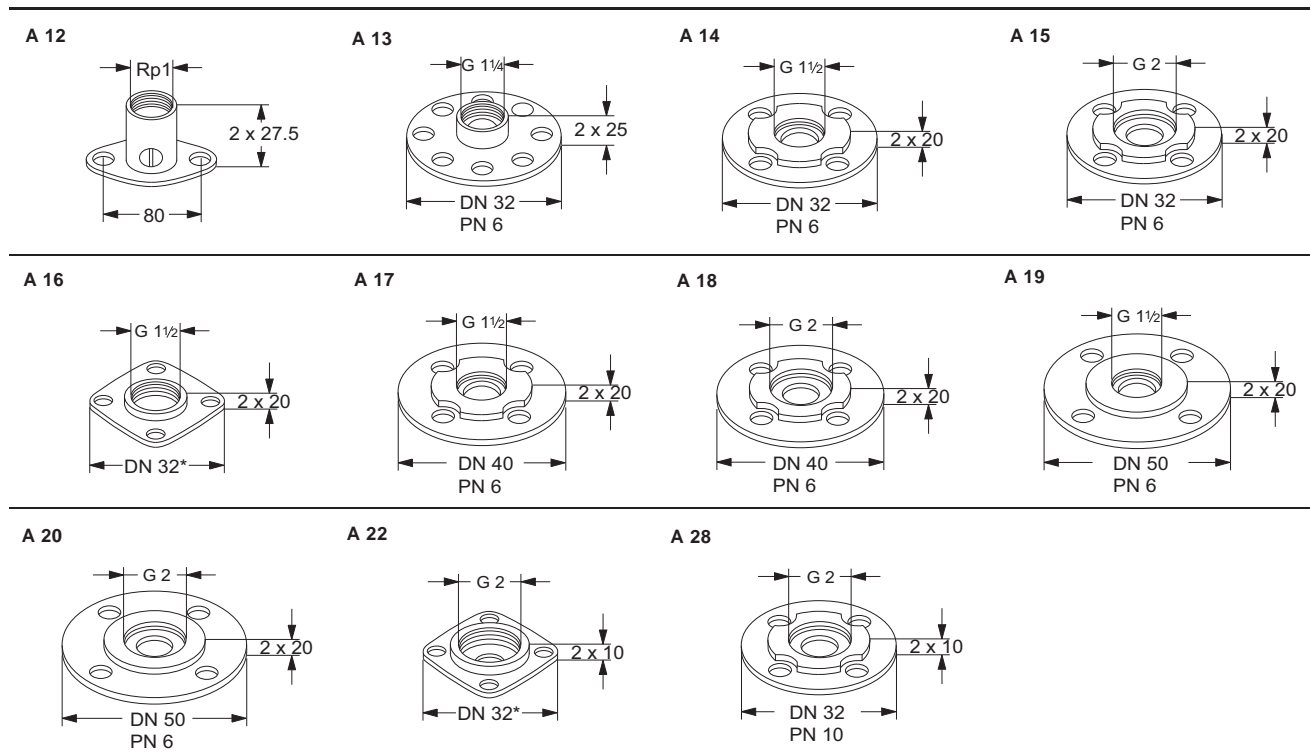 A 12
Rp1
2 x 27.5
80
A 13
G 1¼
2 x 25
DN 32
PN 6
A 14
G 1½
2 x 20
DN 32
PN 6
A 15
G 2
2 x 20
DN 32
PN 6
A 16
G 1½
2 x 20
DN 32*
A 17
G 1½
2 x 20
DN 40
PN 6
A 18
G 2
2 x 20
DN 40
PN 6
A 19
G 1½
2 x 20
DN 50
PN 6
A 20
G 2
2 x 20
DN 50
PN 6
A 22
G 2
2 x 10
DN 32*
A 28
G 2
2 x 10
DN 32
PN 10